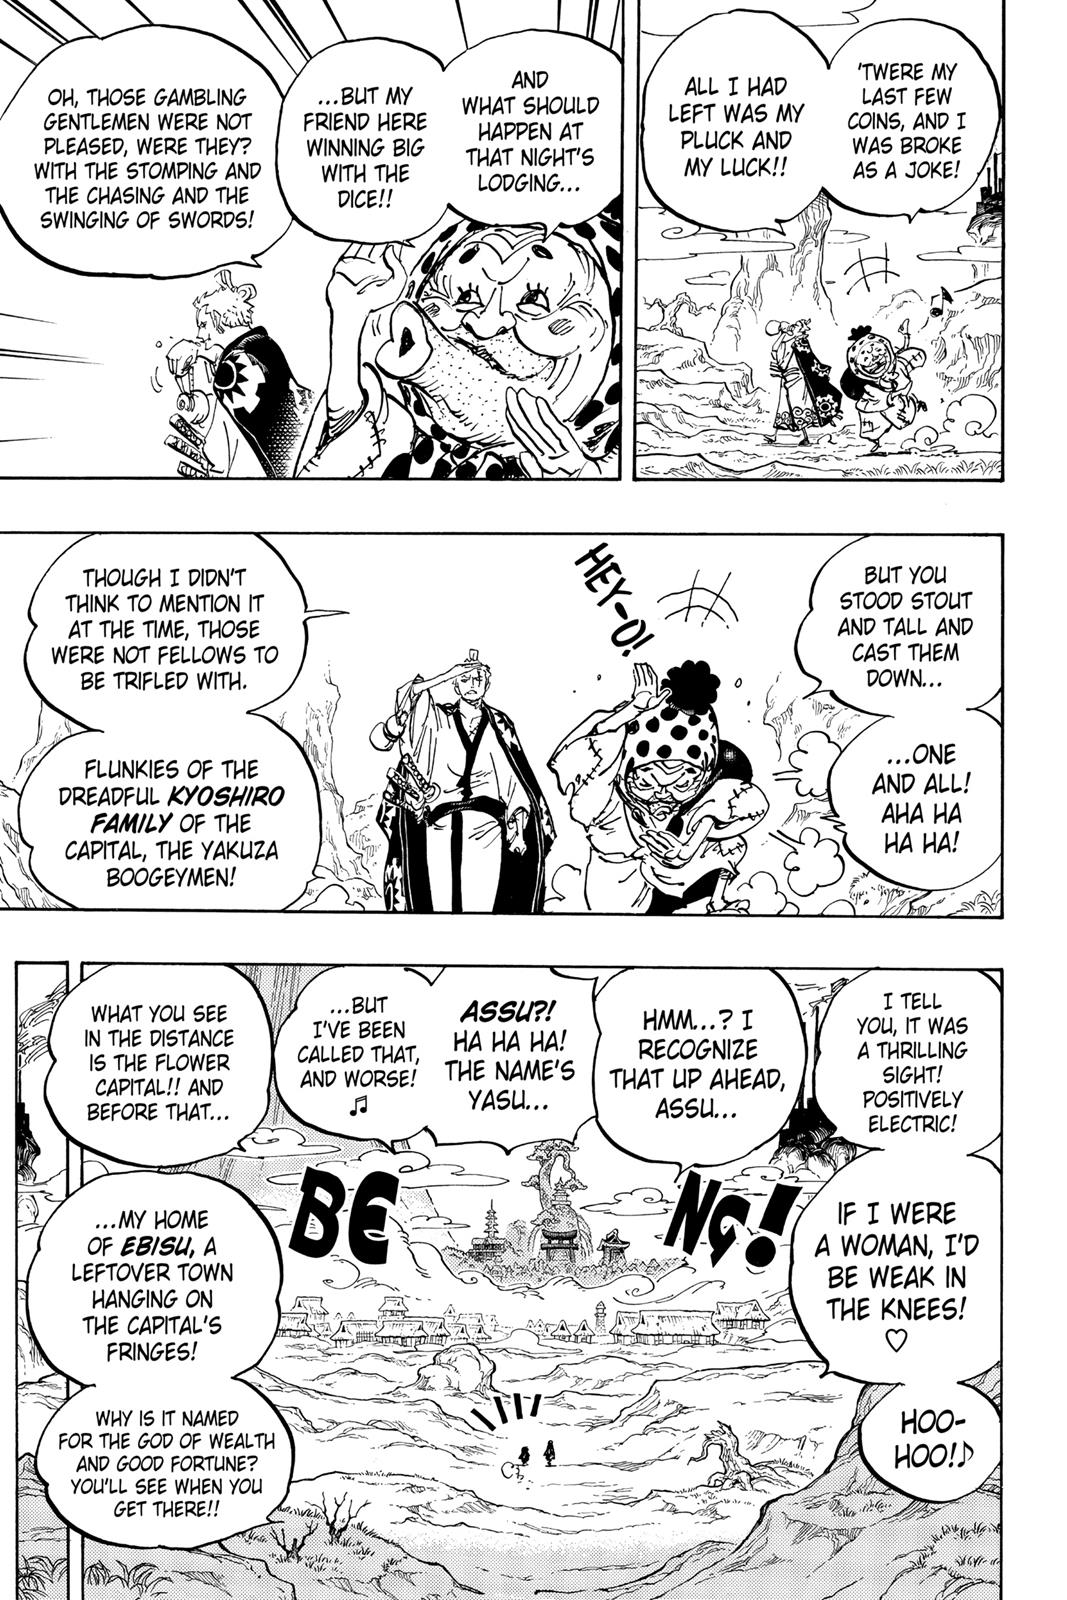 'TWERE MY
LAST FEW
COINS, AND I
WAS BROKE
AS A JOKE!
ALL I HAD
LEFT WAS MY
PLUCK AND
MY LUCK!!
AND
WHAT SHOULD
HAPPEN AT
THAT NIGHT'S
LODGING...
...BUT MY
FRIEND HERE
WINNING BIG
WITH THE
DICE!!
OH, THOSE GAMBLING
GENTLEMEN WERE NOT
PLEASED, WERE THEY?
WITH THE STOMPING AND
THE CHASING AND THE
SWINGING OF SWORDS!
BUT YOU
STOOD STOUT
AND TALL AND
CAST THEM
DOWN...
...ONE
AND ALL!
AHA HA
HA HA!
HEY-O!
THOUGH I DIDN'T
THINK TO MENTION IT
AT THE TIME, THOSE
WERE NOT FELLOWS TO
BE TRIFLED WITH.
FLUNKIES OF THE
DREADFUL KYOSHIRO
FAMILY OF THE
CAPITAL, THE YAKUZA
BOOGEYMEN!
I TELL
YOU, IT WAS
A THRILLING
SIGHT!
POSITIVELY
ELECTRIC!
IF I WERE
A WOMAN, I'D
BE WEAK IN
THE KNEES!
♡
HOO-
HOO!♪
HMM...? I
RECOGNIZE
THAT UP AHEAD,
ASSU...
ASSU?!
HA HA HA!
THE NAME'S
YASU...
...BUT
I'VE BEEN
CALLED THAT,
AND WORSE!
♫
BENG!
WHAT YOU SEE
IN THE DISTANCE
IS THE FLOWER
CAPITAL!! AND
BEFORE THAT...
...MY HOME
OF EBISU, A
LEFTOVER TOWN
HANGING ON
THE CAPITAL'S
FRINGES!
WHY IS IT NAMED
FOR THE GOD OF WEALTH
AND GOOD FORTUNE?
YOU'LL SEE WHEN YOU
GET THERE!!